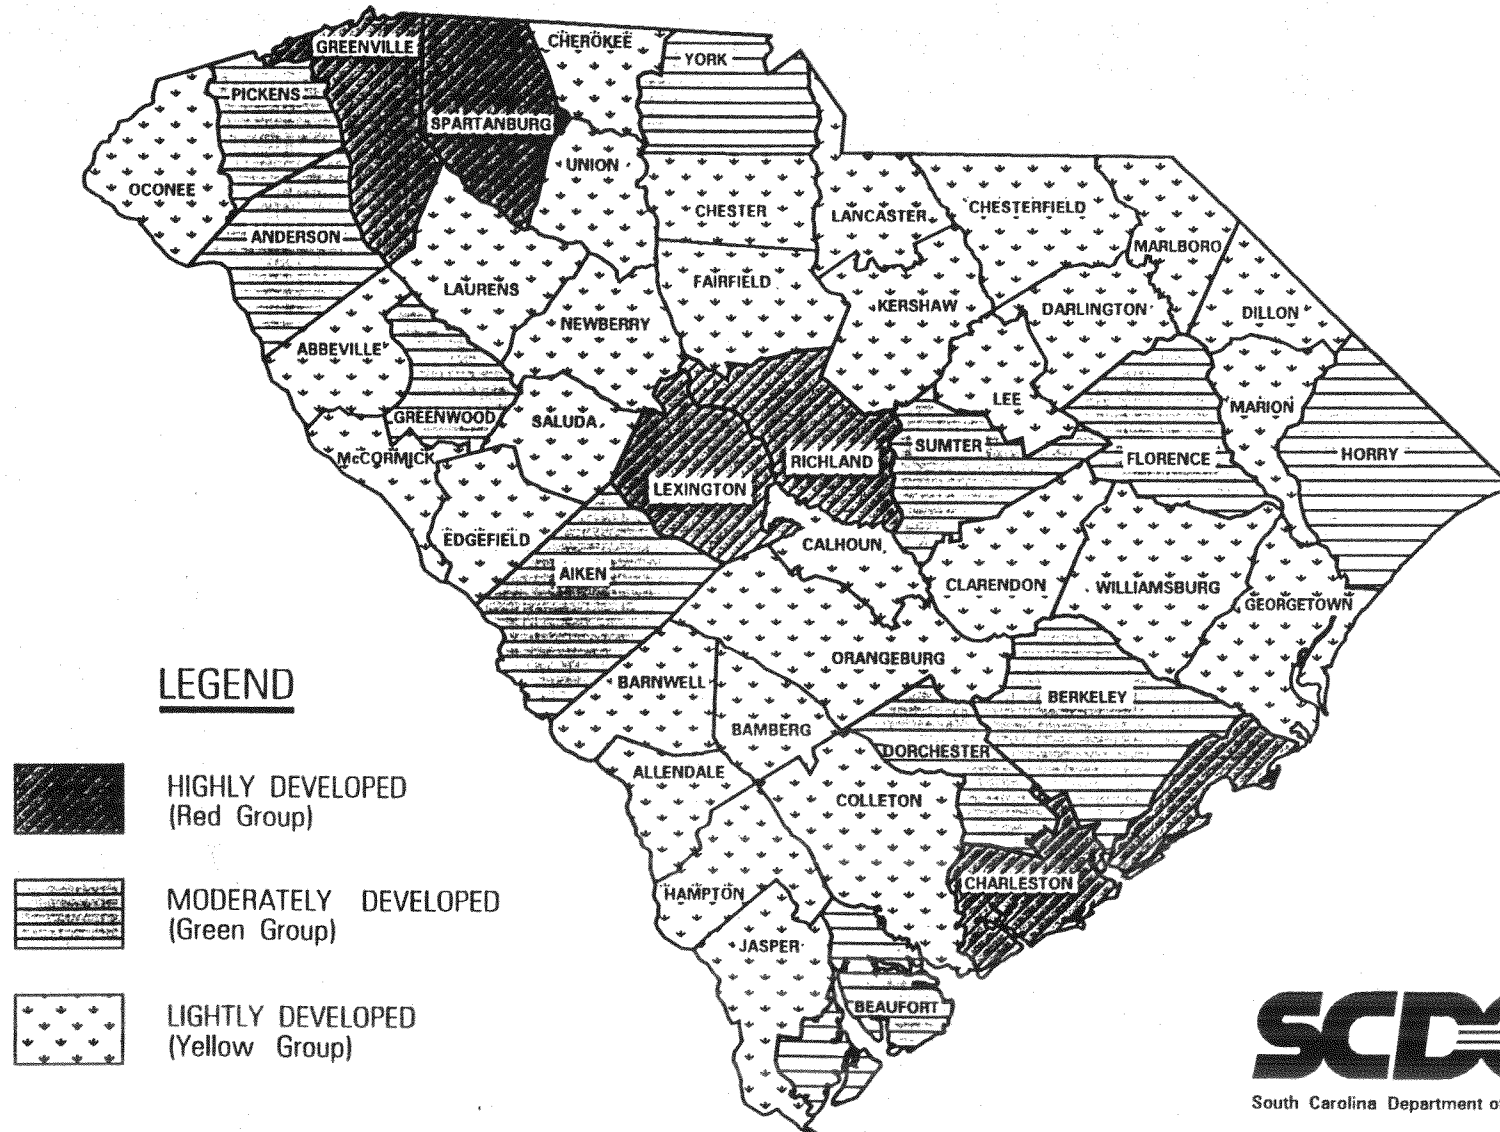 GREENVILLE
CHEROKEE
YORK
PICKENS
SPARTANBURG
UNION
OCONEE
CHESTER
LANCASTER
CHESTERFIELD
ANDERSON
MARLBORO
LAURENS
FAIRFIELD
KERSHAW
DARLINGTON
DILLON
NEWBERRY
ABBEVILLE
LEE
MARION
GREENWOOD
SALUDA
SUMTER
McCORMICK
RICHLAND
FLORENCE
HORRY
LEXINGTON
EDGEFIELD
CALHOUN
AIKEN
CLARENDON
WILLIAMSBURG
GEORGETOWN
ORANGEBURG
BARNWELL
BERKELEY
BAMBERG
DORCHESTER
ALLENDALE
COLLETON
HAMPTON
CHARLESTON
JASPER
BEAUFORT
LEGEND
HIGHLY DEVELOPED
(Red Group)
MODERATELY DEVELOPED
(Green Group)
LIGHTLY DEVELOPED
(Yellow Group)
SCD
South Carolina Department